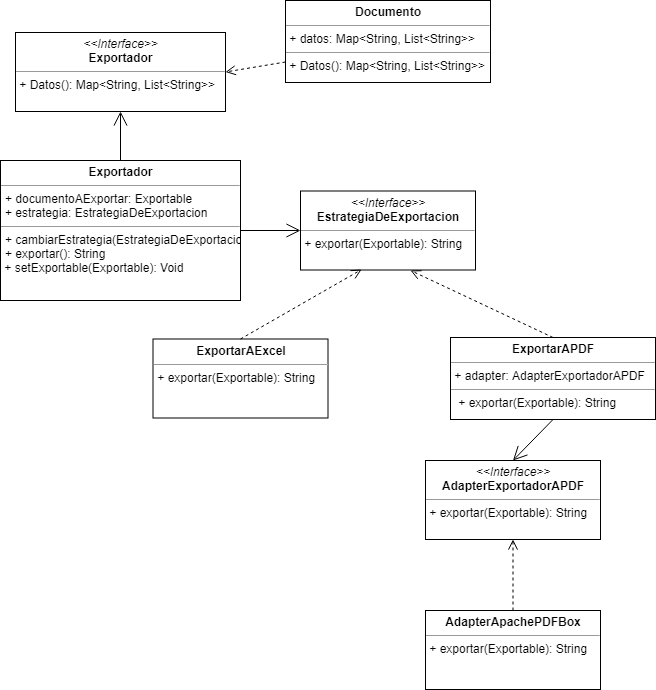 Documento
+ datos: Map<String, List<String>>
+ Datos(): Map<String, List<String>>
<<Interface>>
Exportador
+ Datos(): Map<String, List<String>>
Exportador
+ documentoAExportar: Exportable
+ estrategia: EstrategiaDeExportacion
+ cambiarEstrategia(EstrategiaDeExportacio
+ exportar(): String
+ setExportable(Exportable): Void
<<Interface>>
EstrategiaDeExportacion
+ exportar(Exportable): String
ExportarAExcel
+ exportar(Exportable): String
ExportarAPDF
+ adapter: AdapterExportadorAPDF
+ exportar(Exportable): String
<<Interface>>
AdapterExportadorAPDF
+ exportar(Exportable): String
AdapterApachePDFBox
+ exportar(Exportable): String